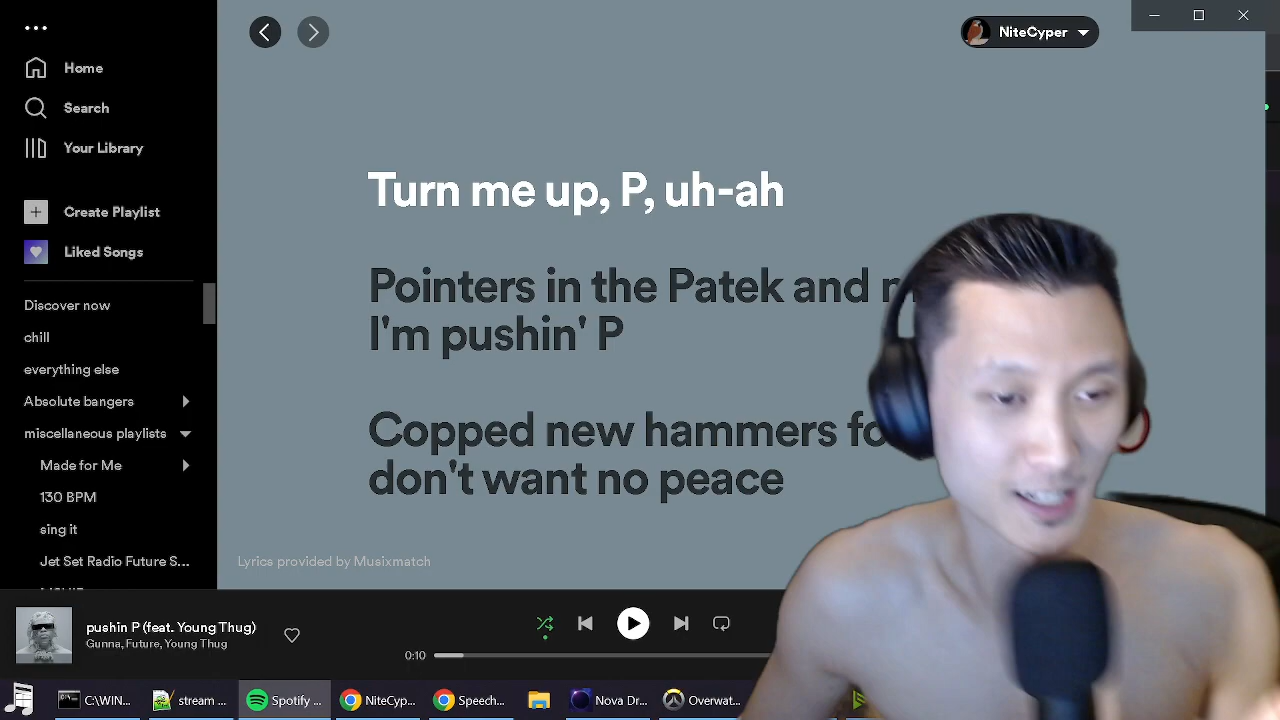 Home
NiteCyper
Search
Your Library
Create Playlist
Liked Songs
Discover now
chill
everything else
Absolute bangers
miscellaneous playlists
Made for Me
130 BPM
sing it
Jet Set Radio Future S...
Turn me up, P, uh-ah
Pointers in the Patek and
I'm pushin' P
Copped new hammers
don't want no peace
Lyrics provided by Musixmatch
pushin P (feat. Young Thug)
Gunna, Future, Young Thug
0:10
C:\WIN...
stream ...
Spotify ...
NiteCyp...
Speech...
Nova Dr...
Overwat...